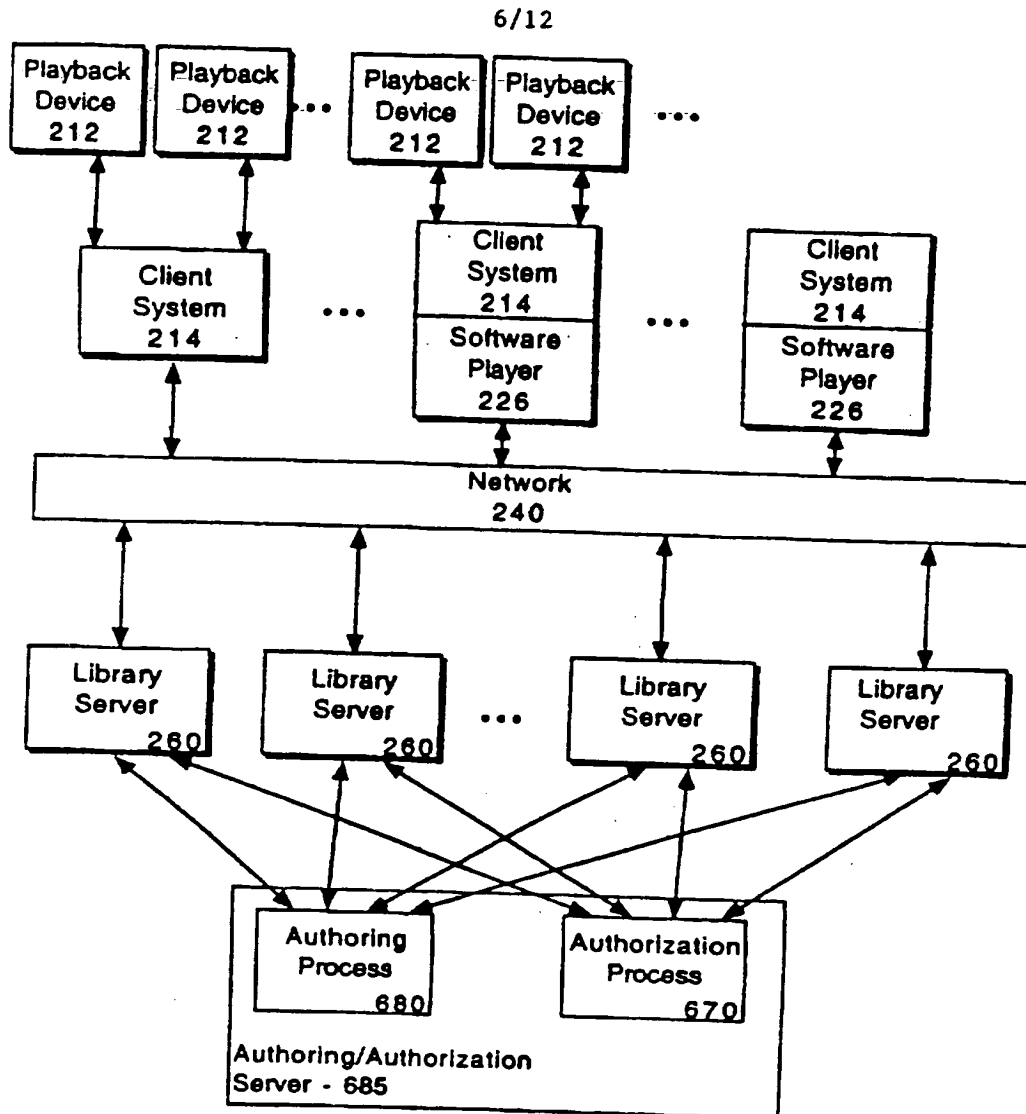 6/12
Playback
Device
212
Playback
Device
212
...
Playback
Device
212
Playback
Device
212
...
Client
System
214
...
Client
System
214
Software
Player
226
...
Client
System
214
Software
Player
226
Network
240
Library
Server
260
Library
Server
260
...
Library
Server
260
Library
Server
260
Authoring
Process
680
Authorization
Process
670
Authoring/Authorization
Server - 685